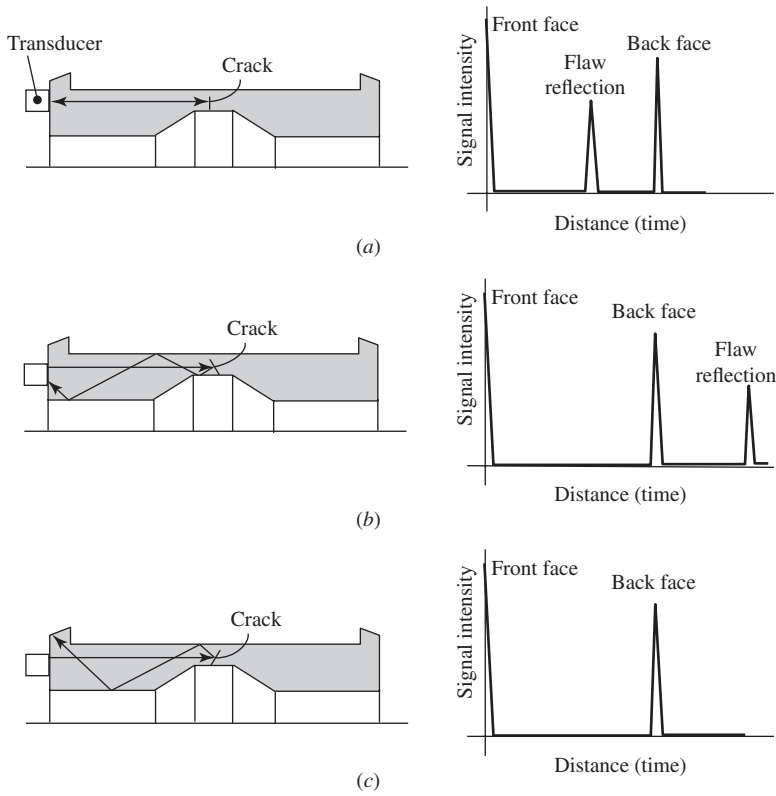 Transducer
Crack
Front face
Flaw
reflection
Back face
Signal intensity
Distance (time)
(a)
Crack
Front face
Back face
Flaw
reflection
Signal intensity
Distance (time)
(b)
Crack
Front face
Back face
Signal intensity
Distance (time)
(c)